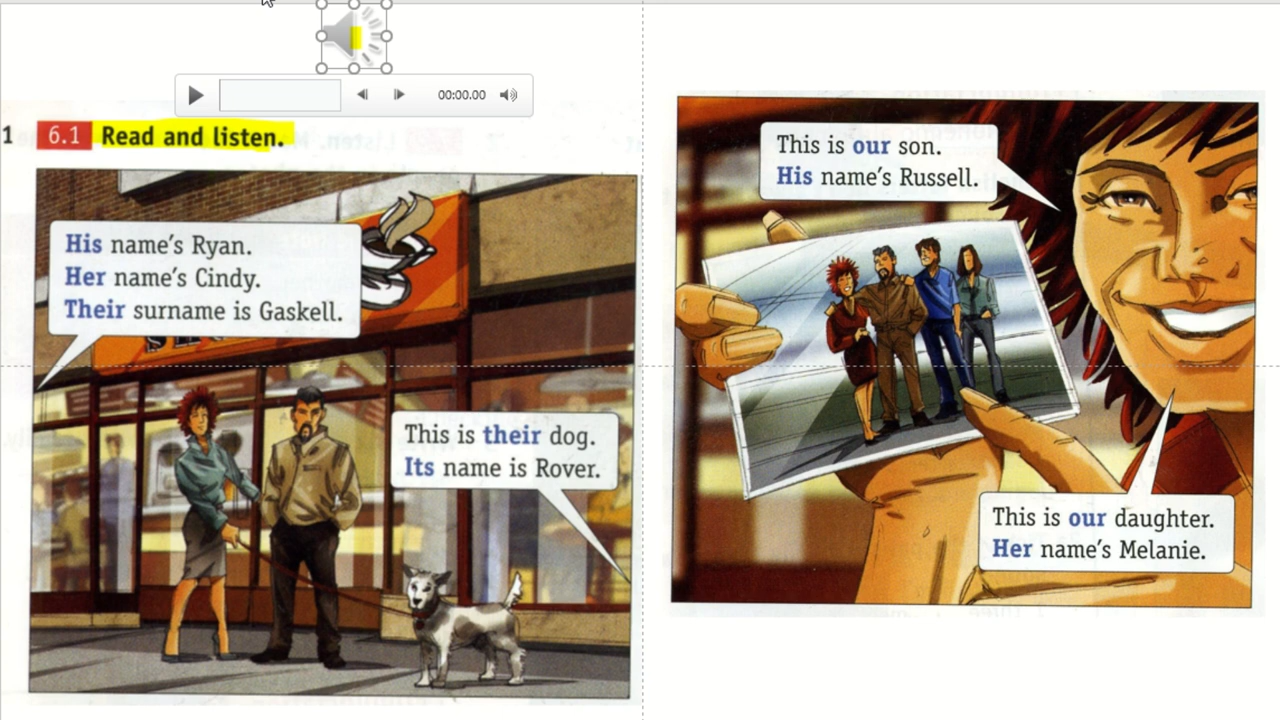 00:00.00
1 6.1 Read and listen.
His name's Ryan.
Her name's Cindy.
Their surname is Gaskell.
This is their dog.
Its name is Rover.
This is our son.
His name's Russell.
This is our daughter.
Her name's Melanie.